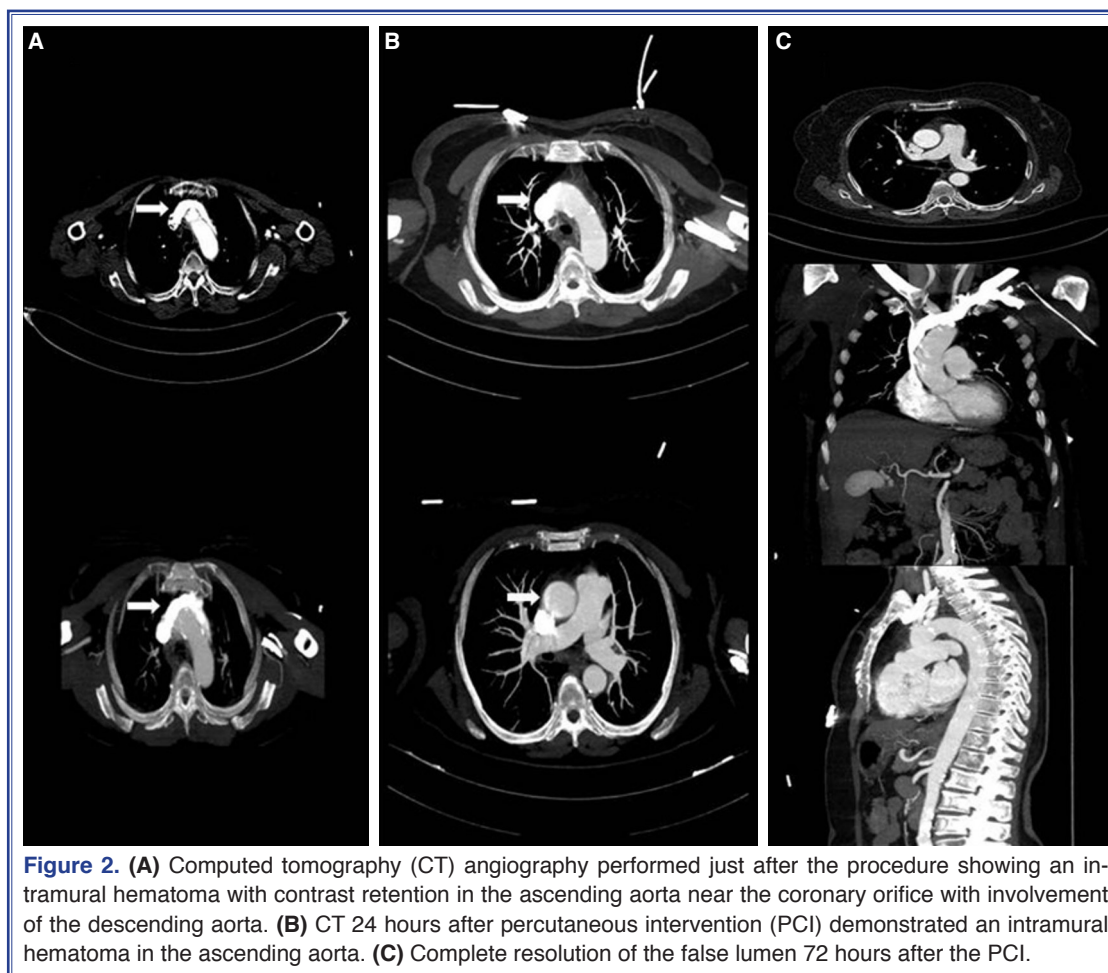 A
B
C
Figure 2. (A) Computed tomography (CT) angiography performed just after the procedure showing an in-
tramural hematoma with contrast retention in the ascending aorta near the coronary orifice with involvement
of the descending aorta. (B) CT 24 hours after percutaneous intervention (PCI) demonstrated an intramural
hematoma in the ascending aorta. (C) Complete resolution of the false lumen 72 hours after the PCI.